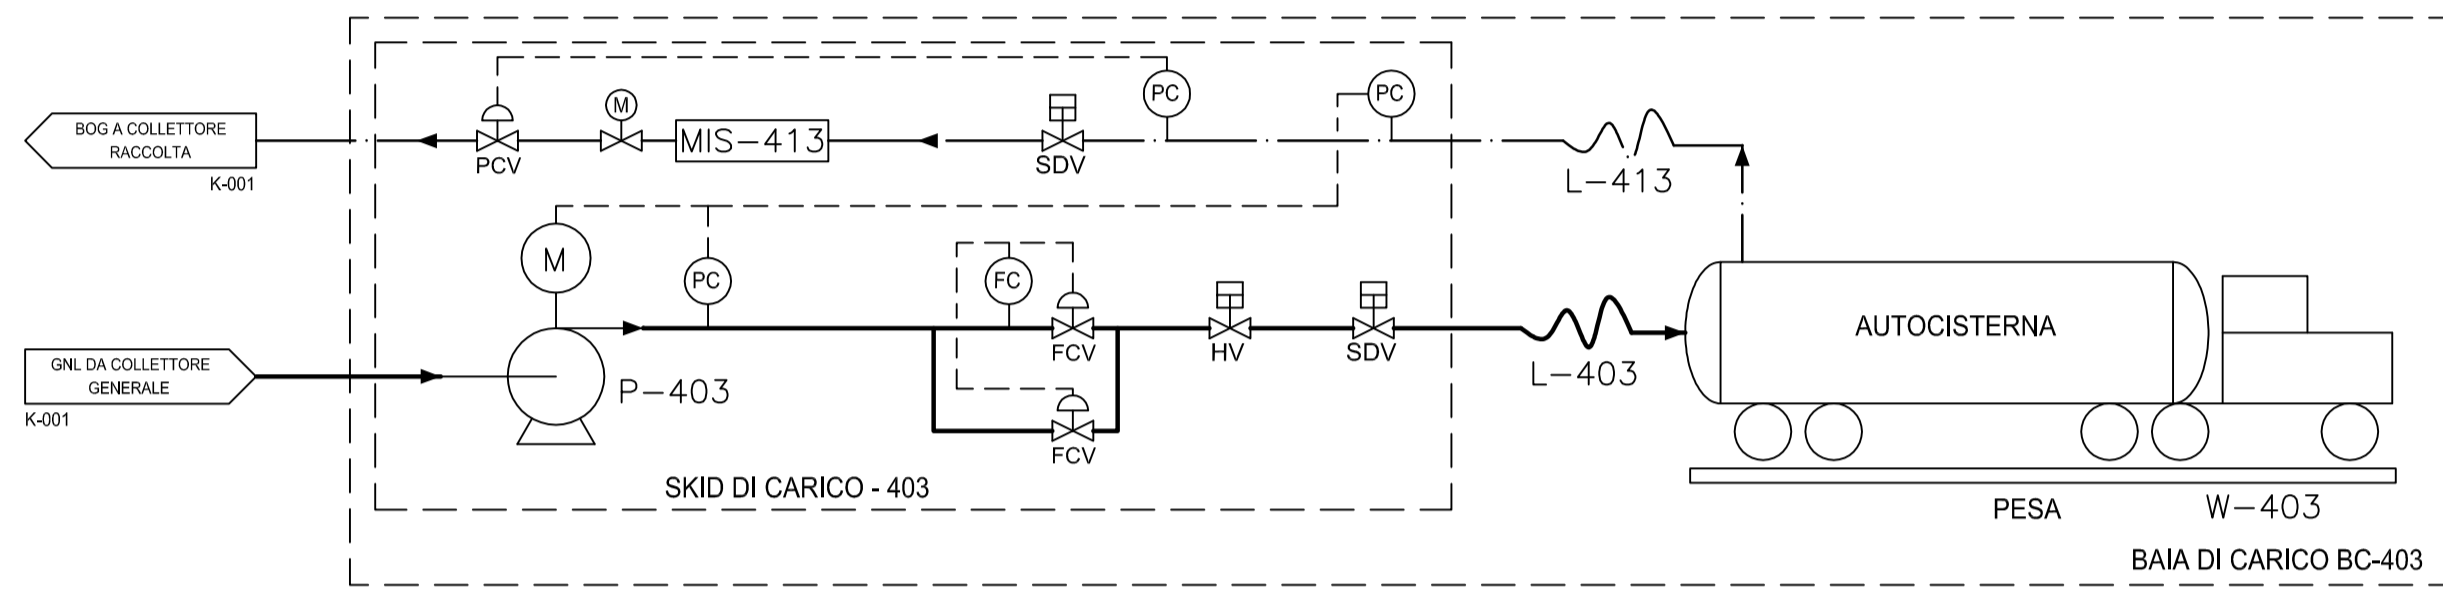 BOG A COLLETTORE
RACCOLTA
K-001
PCV
M
MIS-413
SDV
PC
PC
L-413
M
PC
FC
FCV
HV
SDV
L-403
AUTOCISTERNA
GNL DA COLLETTORE
GENERALE
K-001
P-403
FCV
SKID DI CARICO - 403
PESA
W-403
BAIA DI CARICO BC-403